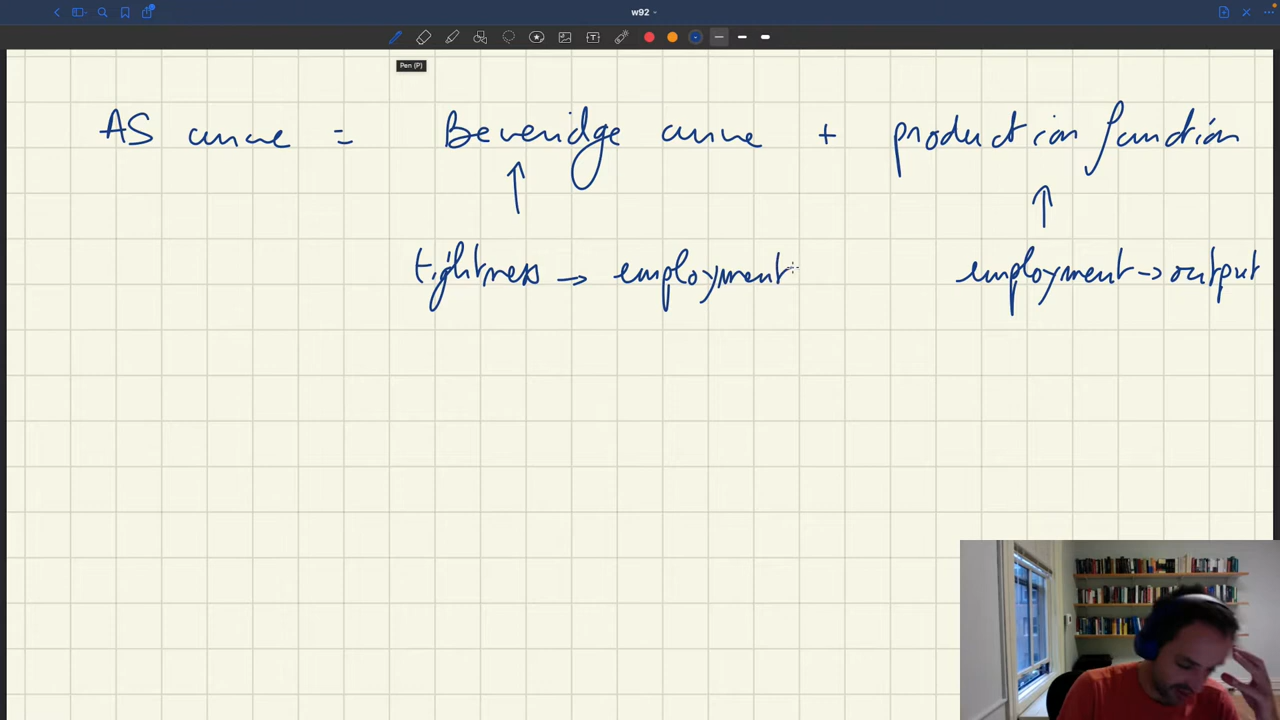 w92
Pen (P)
AS curve = Beveridge curve + production function
↑ ↑
tightness → employment employment → output